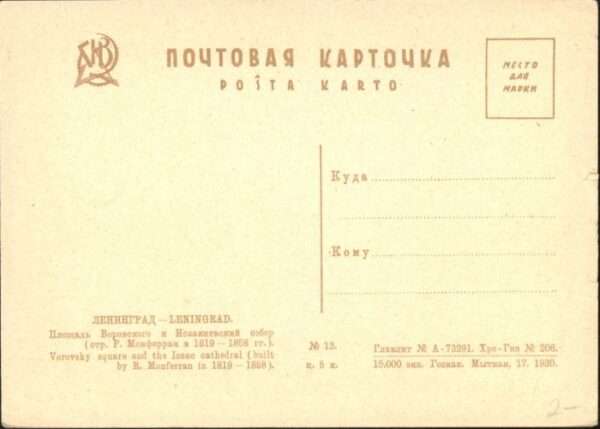 ПОЧТОВАЯ КАРТОЧКА
POŜTA KARTO
МЕСТО
ДЛЯ
МАРКИ
Куда
Кому
ЛЕНИНГРАД — LENINGRAD.
Площадь Воровского и Исаакиевский собор
(стр. Р. Монферран в 1819 — 1858 гг.).
Vorovsky square and the Isaac cathedral (built
by R. Monferran in 1819 — 1858).
№ 13.
ц. 5 к.
Главлит № А-73291. Хро-Гиз № 206.
15.000 экз. Гознак. Мытная, 17. 1930.
2-